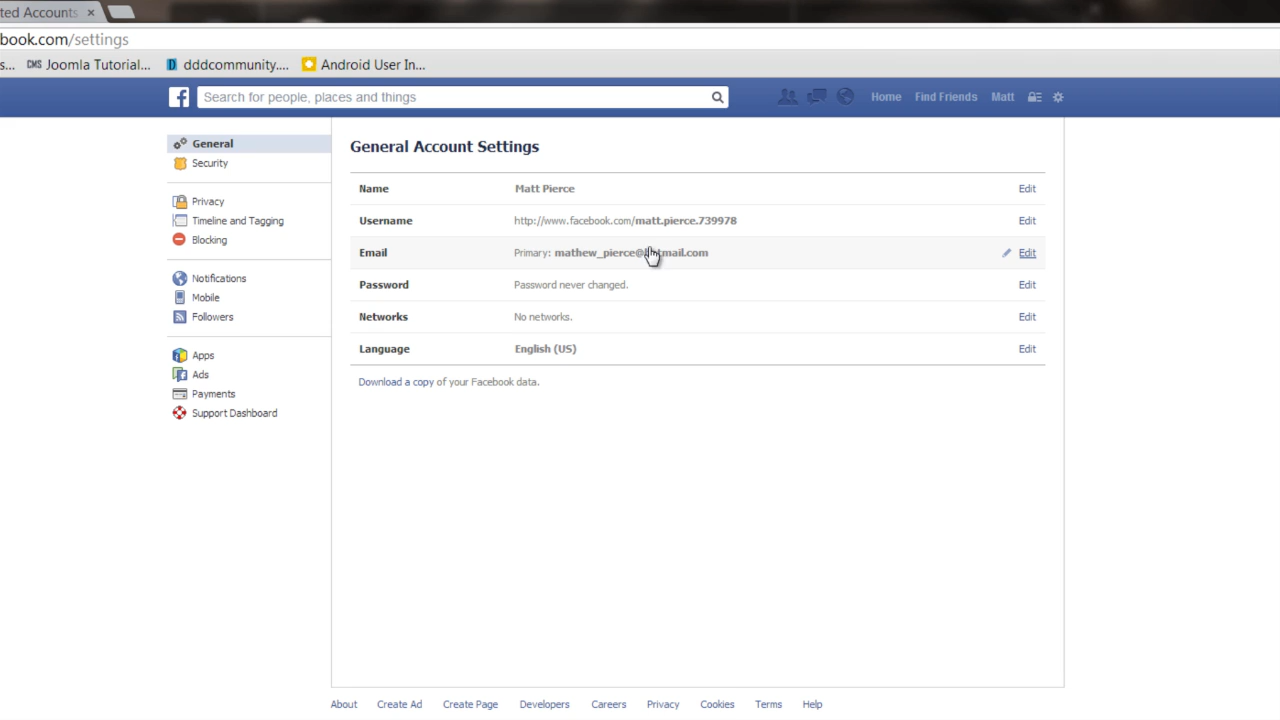 ted Accounts ×
book.com/settings
s... CMS Joomla Tutorial... D dddcommunity.... Android User In...
f Search for people, places and things Home Find Friends Matt
General
Security
Privacy
Timeline and Tagging
Blocking
Notifications
Mobile
Followers
Apps
Ads
Payments
Support Dashboard
General Account Settings
Name Matt Pierce Edit
Username http://www.facebook.com/matt.pierce.739978 Edit
Email Primary: Edit
Password Password never changed. Edit
Networks No networks. Edit
Language English (US) Edit
Download a copy of your Facebook data.
About Create Ad Create Page Developers Careers Privacy Cookies Terms Help